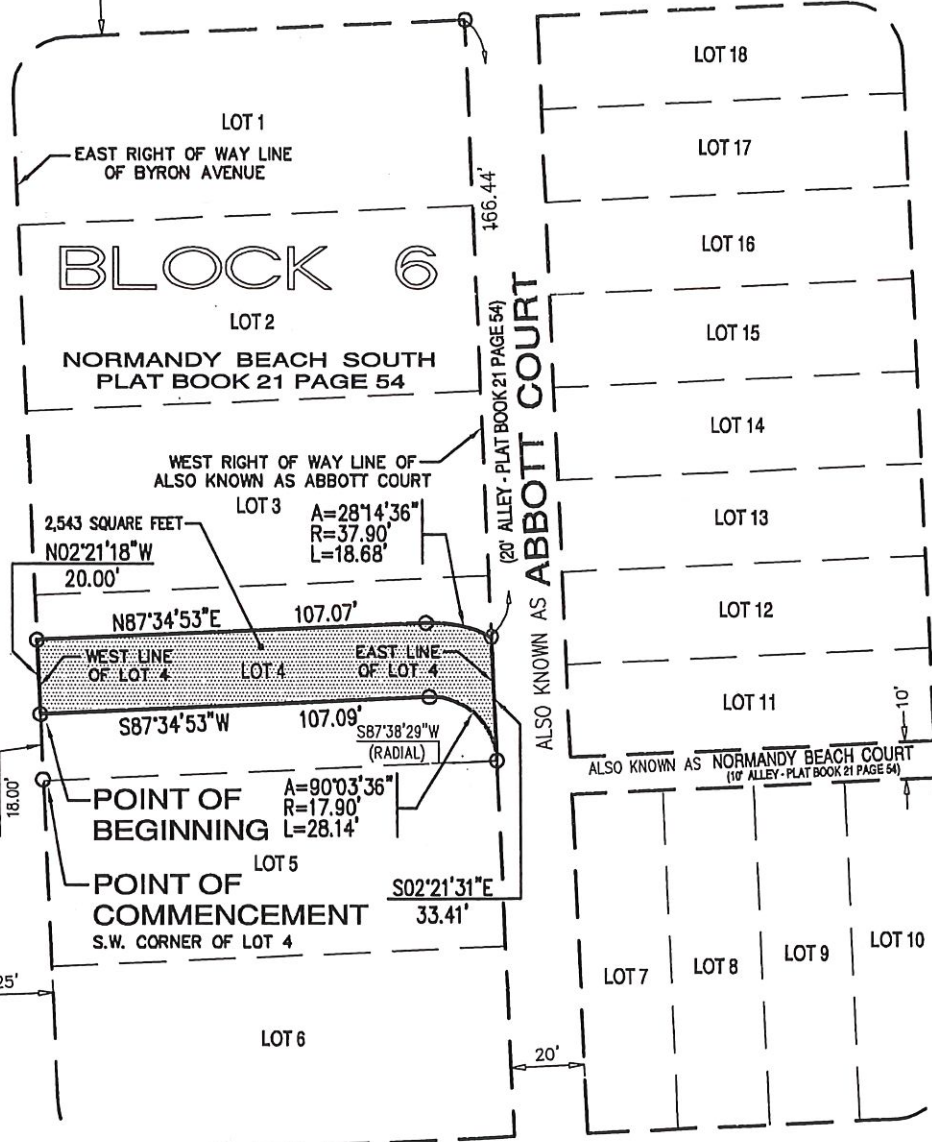 LOT 1
EAST RIGHT OF WAY LINE
OF BYRON AVENUE
166.44'
BLOCK 6
LOT 2
NORMANDY BEACH SOUTH
PLAT BOOK 21 PAGE 54
WEST RIGHT OF WAY LINE OF
ALSO KNOWN AS ABBOTT COURT
LOT 3
A=28°14'36"
R=37.90'
L=18.68'
2,543 SQUARE FEET
N02°21'18"W
20.00'
N87°34'53"E 107.07'
WEST LINE
OF LOT 4
LOT 4
EAST LINE
OF LOT 4
S87°34'53"W 107.09'
S87°38'29"W
(RADIAL)
18.00'
POINT OF
BEGINNING
A=90°03'36"
R=17.90'
L=28.14'
LOT 5
POINT OF
COMMENCEMENT
S.W. CORNER OF LOT 4
S02°21'31"E
33.41'
25'
LOT 6
20'
(20' ALLEY - PLAT BOOK 21 PAGE 54)
ALSO KNOWN AS ABBOTT COURT
LOT 18
LOT 17
LOT 16
LOT 15
LOT 14
LOT 13
LOT 12
LOT 11
10'
ALSO KNOWN AS NORMANDY BEACH COURT
(10' ALLEY - PLAT BOOK 21 PAGE 54)
LOT 7
LOT 8
LOT 9
LOT 10